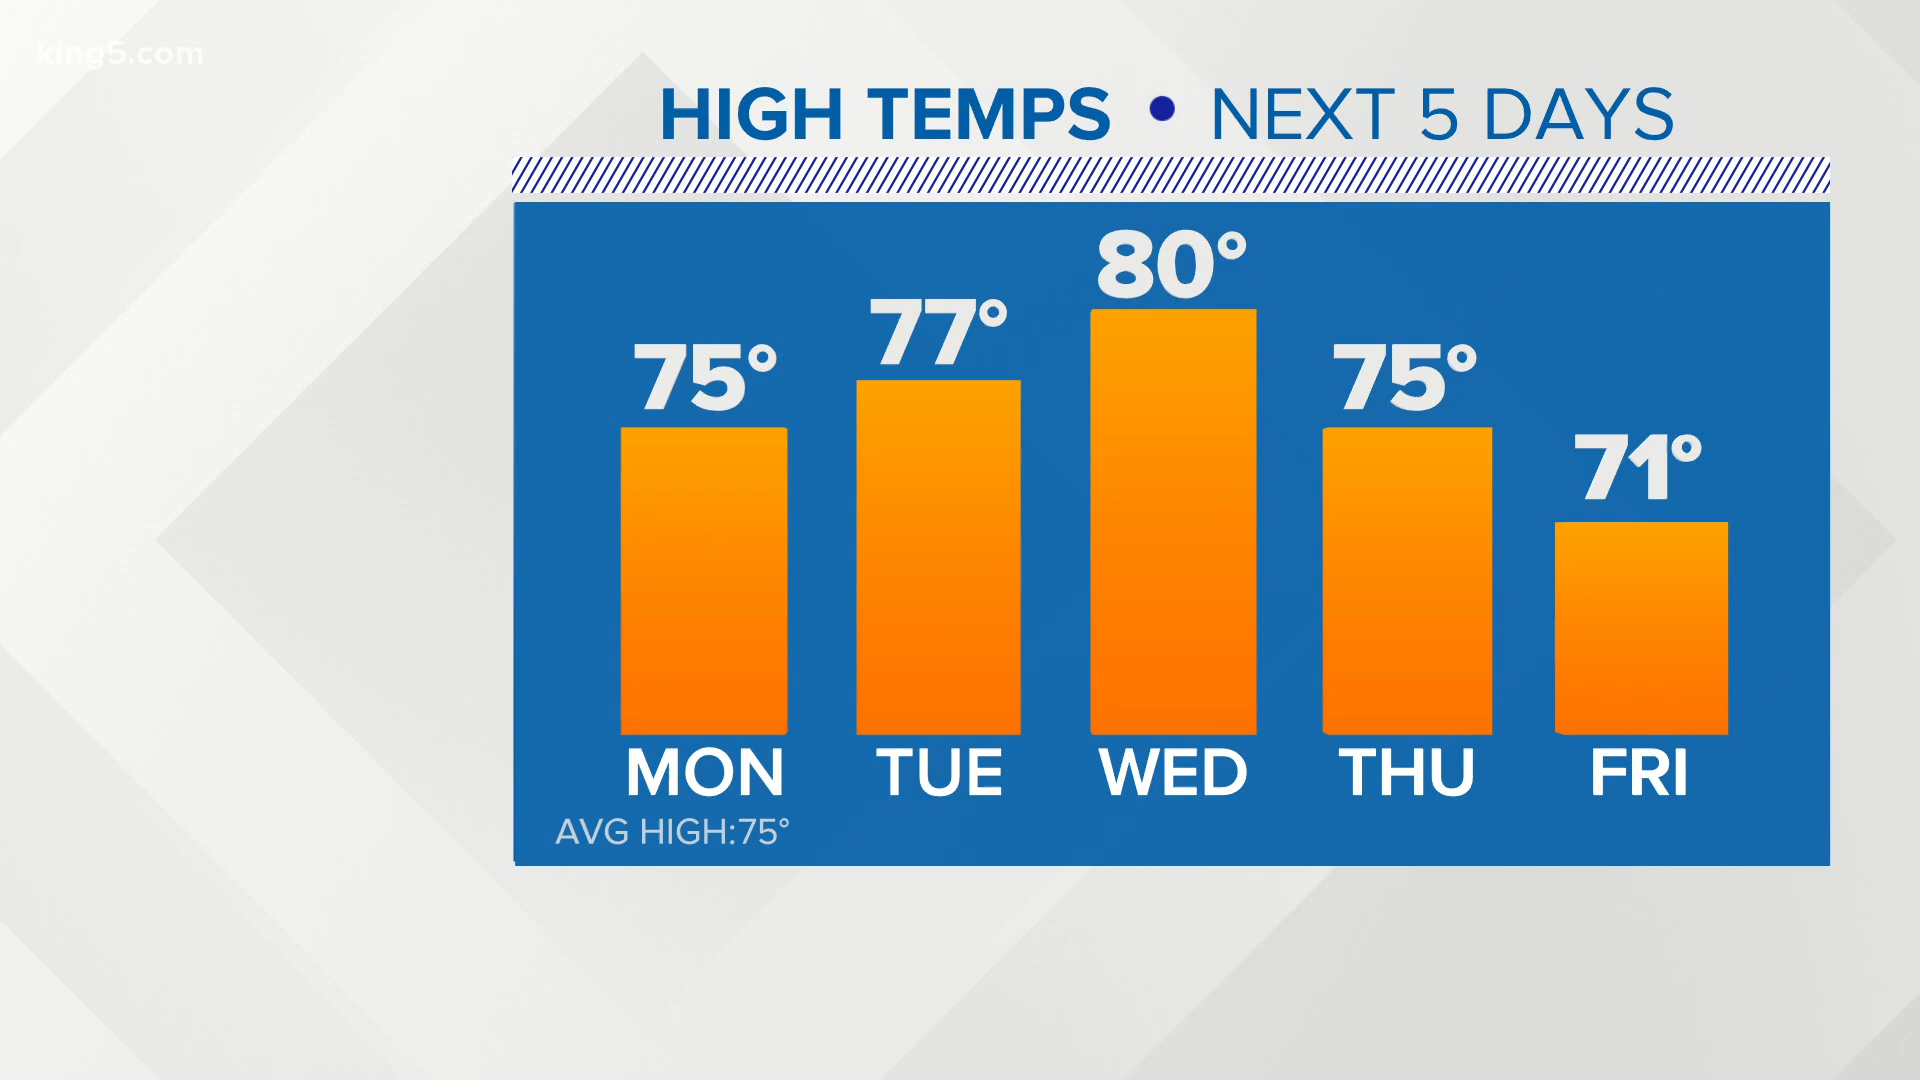 king5.com
HIGH TEMPS • NEXT 5 DAYS
75° 77° 80° 75° 71°
MON TUE WED THU FRI
AVG HIGH:75°